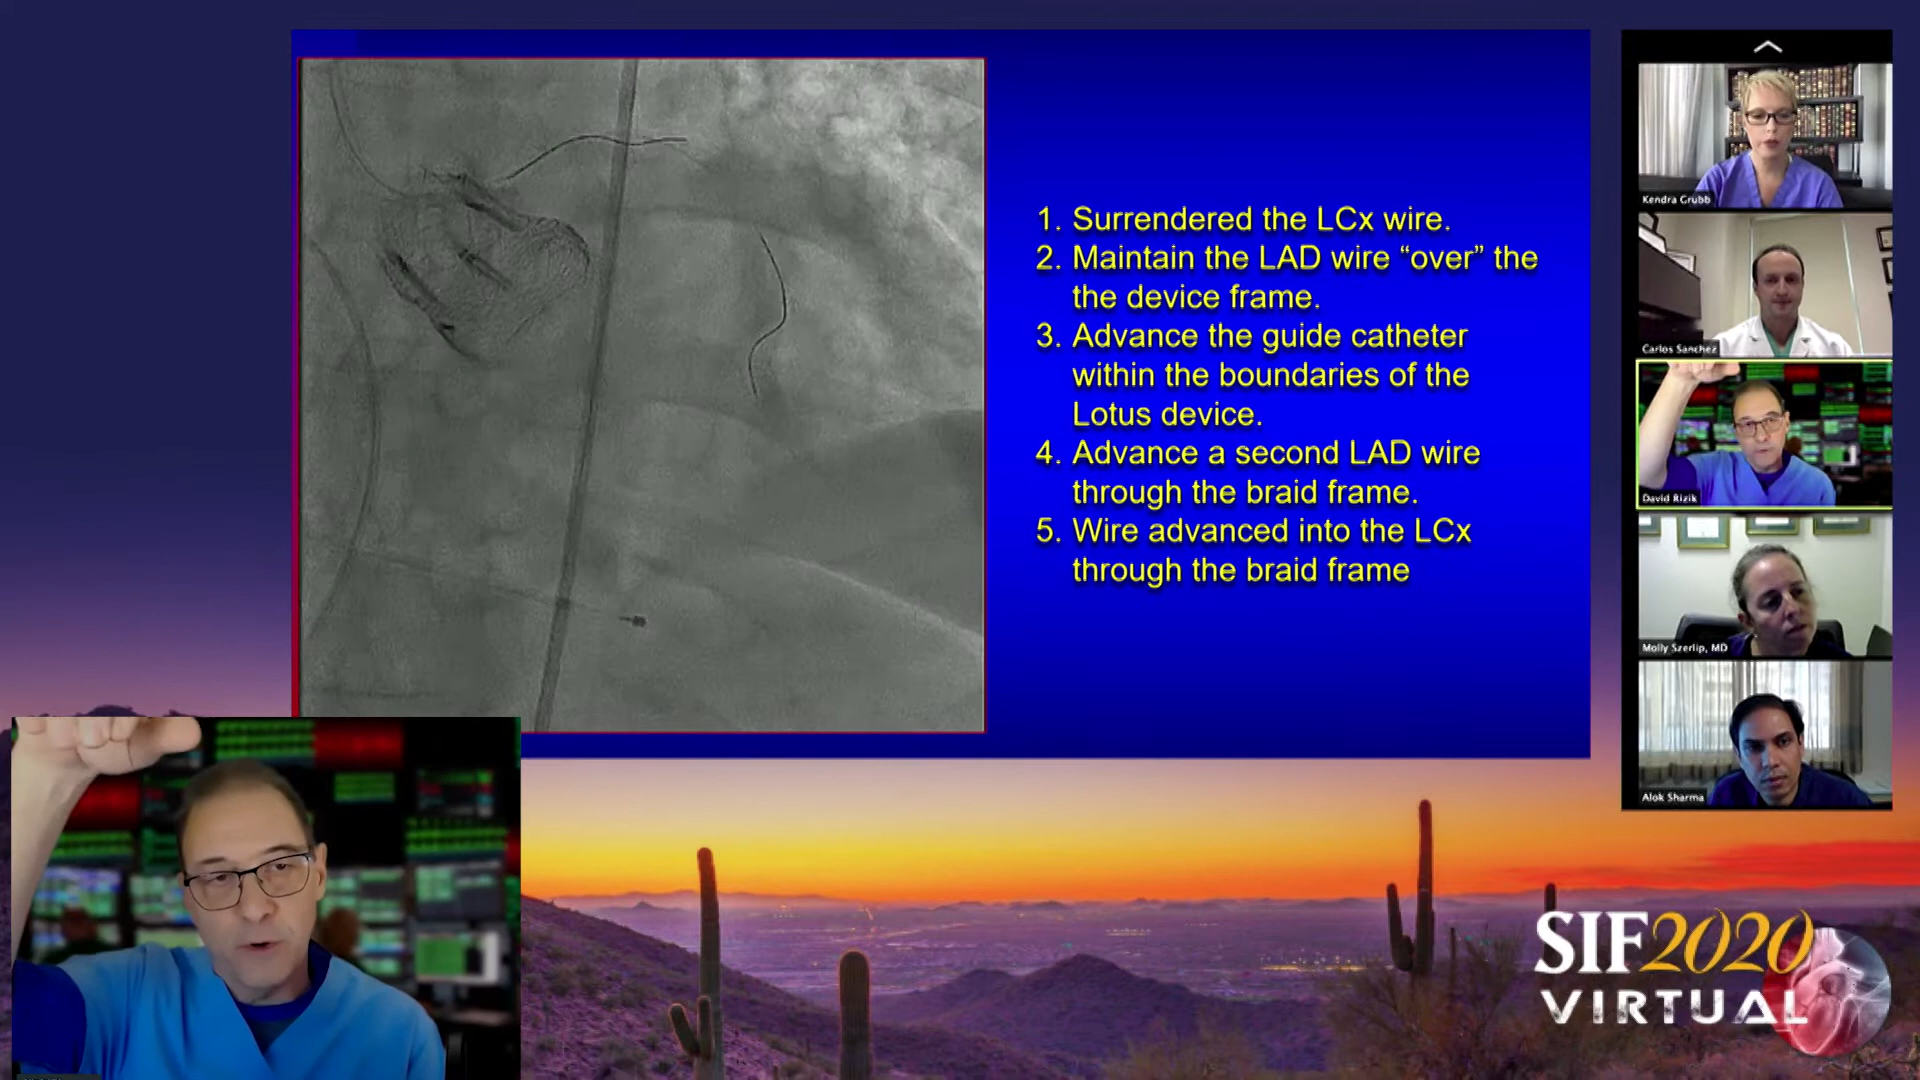 1. Surrendered the LCx wire.
2. Maintain the LAD wire “over” the
the device frame.
3. Advance the guide catheter
within the boundaries of the
Lotus device.
4. Advance a second LAD wire
through the braid frame.
5. Wire advanced into the LCx
through the braid frame
Kendra Grubb
Carlos Sanchez
David Rizik
Molly Szerlip, MD
Alok Sharma
SIF2020
VIRTUAL